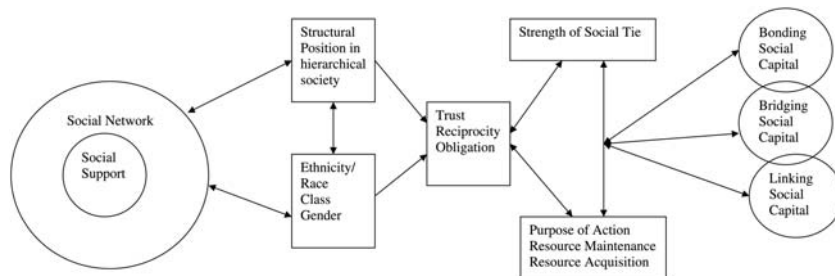 Social Network
Social
Support
Structural
Position in
hierarchical
society
Ethnicity/
Race
Class
Gender
Trust
Reciprocity
Obligation
Strength of Social Tie
Purpose of Action
Resource Maintenance
Resource Acquisition
Bonding
Social
Capital
Bridging
Social
Capital
Linking
Social
Capital